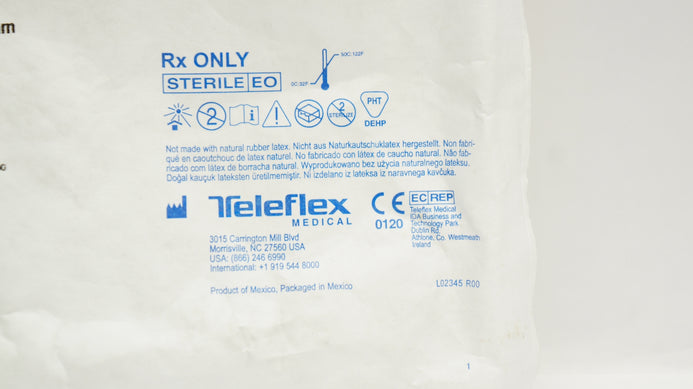 m
Rx ONLY
STERILE EO
0C:32F 50C:122F
2 i ! 2 STERILIZE PHT
DEHP
Not made with natural rubber latex. Nicht aus Naturkautschuklatex hergestellt. Non fabri-
qué en caoutchouc de latex naturel. No fabricado con látex de caucho natural. Não fab-
ricado com látex de borracha natural. Wyprodukowano bez użycia naturalnego lateksu.
Doğal kauçuk lateksten üretilmemiştir. Ni izdelano iz lateksa iz naravnega kavčuka.
Teleflex
MEDICAL
3015 Carrington Mill Blvd
Morrisville, NC 27560 USA
USA: (866) 246 6990
International: +1 919 544 8000
CE
0120
EC REP
Teleflex Medical
IDA Business and
Technology Park
Dublin Rd.
Athlone, Co. Westmeath
Ireland
Product of Mexico, Packaged in Mexico
L02345 R00
1